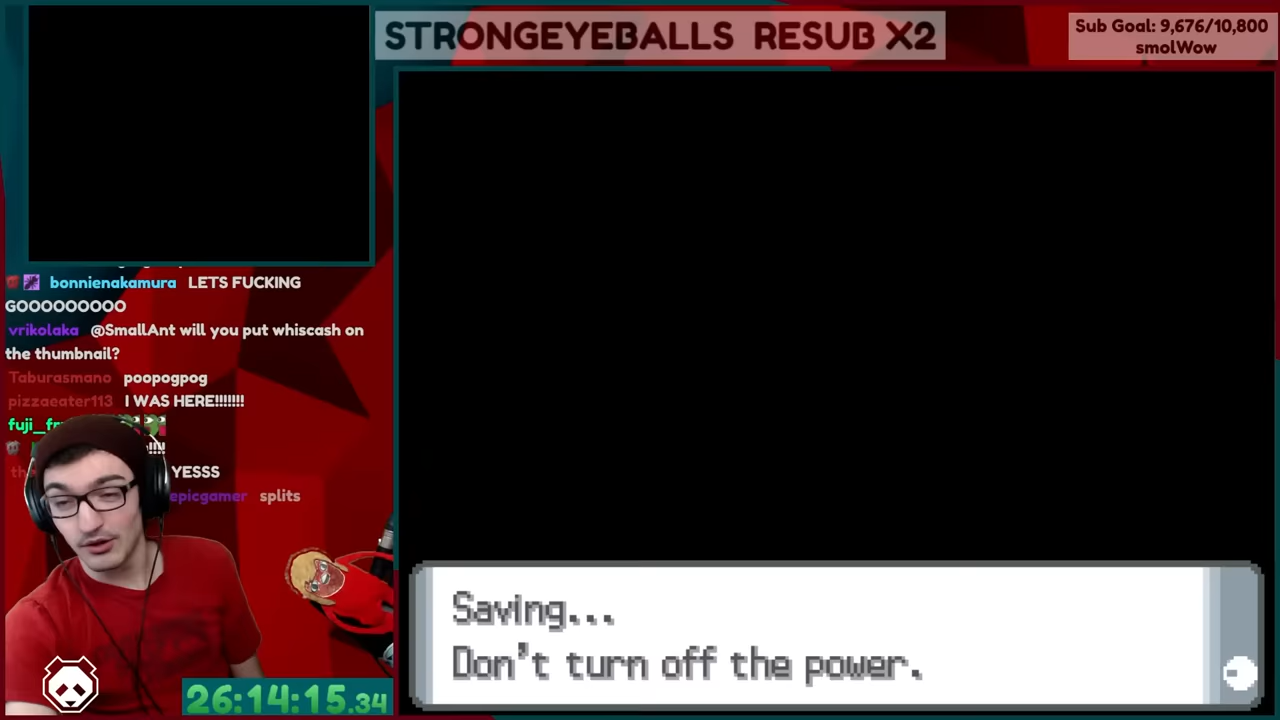 STRONGEYEBALLS RESUB X2
Sub Goal: 9,676/10,800
smolWow
bonnienakamura LETS FUCKING
GOOOOOOOOO
vrikolaka @SmallAnt will you put whiscash on
the thumbnail?
Taburasmano poopogpog
pizzaeater113 I WAS HERE!!!!!!!
YESSS
epicgamer splits
Saving...
Don't turn off the power.
26:14:15.34